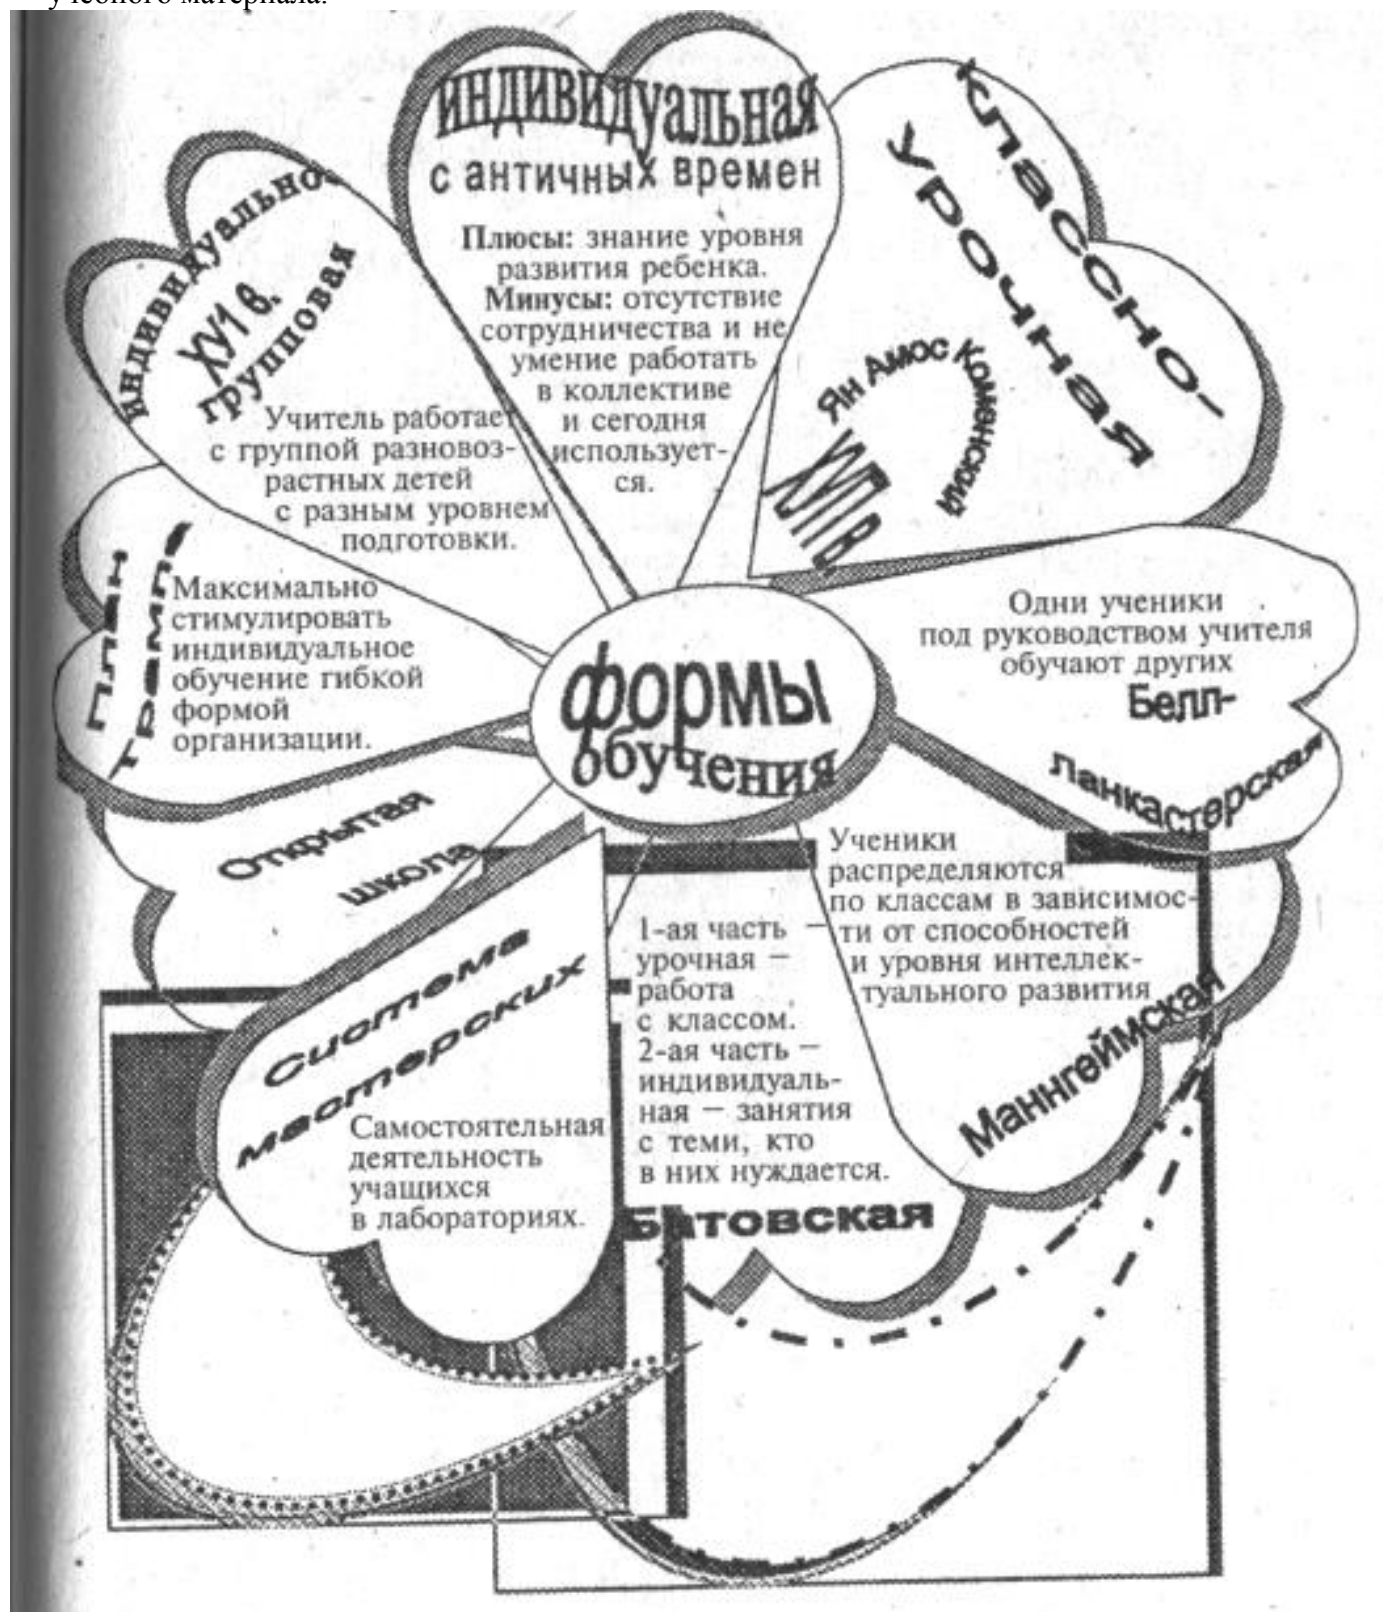 учебного материала.
индивидуальная
с античных времен
Плюсы: знание уровня
развития ребенка.
Минусы: отсутствие
сотрудничества и не
умение работать
в коллективе
и сегодня
использует-
ся.
классно-
урочная
Ян Амос Коменский
индивидуально-
ХУ1 в.
групповая
Учитель работает
с группой разновоз-
растных детей
с разным уровнем
подготовки.
План
Трампа
Максимально
стимулировать
индивидуальное
обучение гибкой
формой
организации.
формы
обучения
Одни ученики
под руководством учителя
обучают других
Белл-
ланкастерская
Открытая
школа
Ученики
распределяются
по классам в зависимос-
ти от способностей
и уровня интеллек-
туального развития
Маннгеймская
Система
мастерских
Самостоятельная
деятельность
учащихся
в лабораториях.
1-ая часть –
урочная –
работа
с классом.
2-ая часть –
индивидуаль-
ная – занятия
с теми, кто
в них нуждается.
Батовская